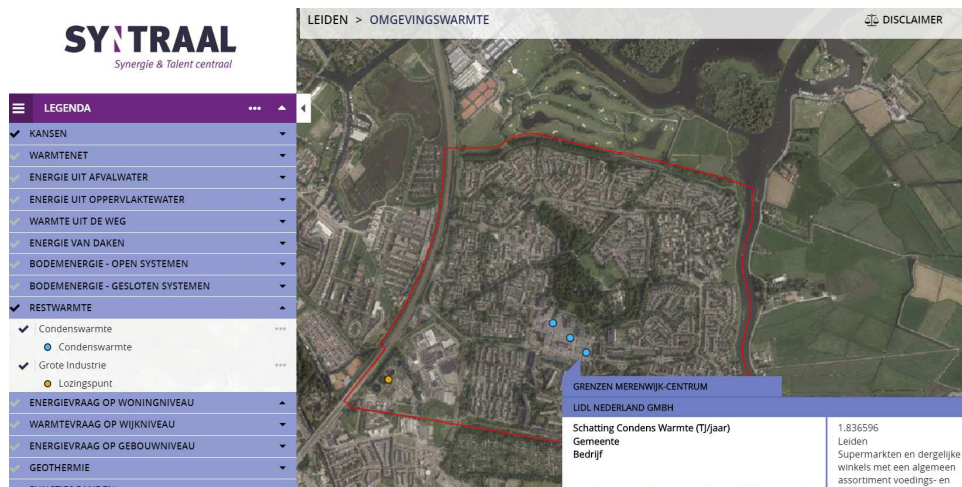 SYNTRAAL
Synergie & Talent centraal
LEIDEN > OMGEVINGSWARMTE
DISCLAIMER
LEGENDA
KANSEN
WARMTENET
ENERGIE UIT AFVALWATER
ENERGIE UIT OPPERVLAKTEWATER
WARMTE UIT DE WEG
ENERGIE VAN DAKEN
BODEMENERGIE - OPEN SYSTEMEN
BODEMENERGIE - GESLOTEN SYSTEMEN
RESTWARMTE
Condenswarmte
Condenswarmte
Grote Industrie
Lozingspunt
ENERGIEVRAAG OP WONINGNIVEAU
WARMTEVRAAG OP WIJKNIVEAU
ENERGIEVRAAG OP GEBOUWNIVEAU
GEOTHERMIE
GRENZEN MERENWIJK-CENTRUM
LIDL NEDERLAND GMBH
Schatting Condens Warmte (TJ/jaar) 1.836596
Gemeente Leiden
Bedrijf Supermarkten en dergelijke
winkels met een algemeen
assortiment voedings- en